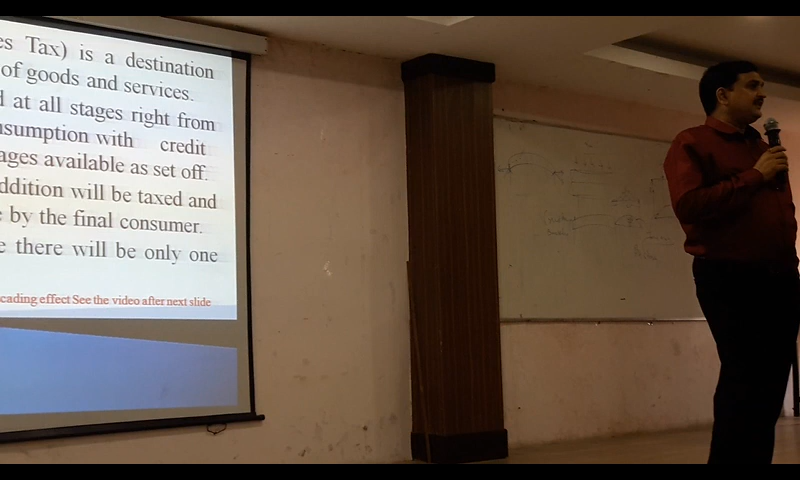 es Tax) is a destination
of goods and services.
d at all stages right from
nsumption with credit
ages available as set off.
ddition will be taxed and
e by the final consumer.
e there will be only one
cading effect See the video after next slide